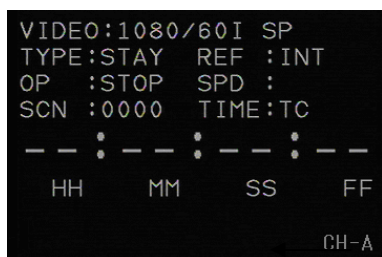 VIDEO:1080/60I SP
TYPE:STAY REF :INT
OP :STOP SPD :
SCN :0000 TIME:TC
--:--:--:--
HH MM SS FF
CH-A